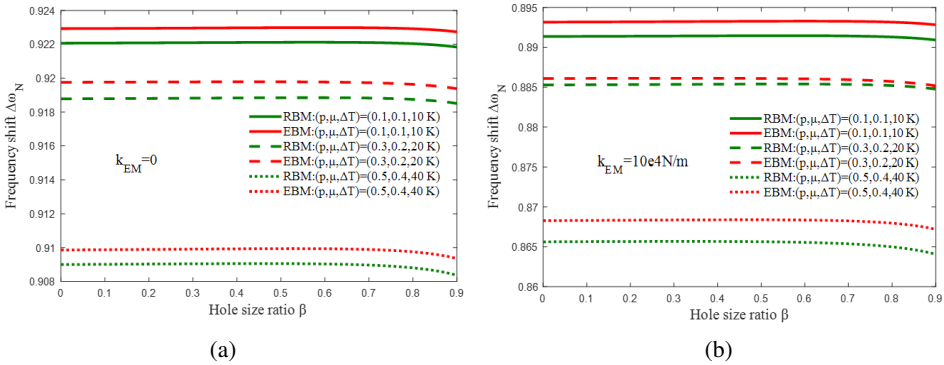 0.924
0.922
0.92
0.918
0.916
0.914
0.912
0.91
0.908
Frequency shift Δω_N
RBM:(p,μ,ΔT)=(0.1,0.1,10 K)
EBM:(p,μ,ΔT)=(0.1,0.1,10 K)
RBM:(p,μ,ΔT)=(0.3,0.2,20 K)
EBM:(p,μ,ΔT)=(0.3,0.2,20 K)
RBM:(p,μ,ΔT)=(0.5,0.4,40 K)
EBM:(p,μ,ΔT)=(0.5,0.4,40 K)
k_EM=0
0 0.1 0.2 0.3 0.4 0.5 0.6 0.7 0.8 0.9
Hole size ratio β
(a)
0.895
0.89
0.885
0.88
0.875
0.87
0.865
0.86
Frequency shift Δω_N
RBM:(p,μ,ΔT)=(0.1,0.1,10 K)
EBM:(p,μ,ΔT)=(0.1,0.1,10 K)
RBM:(p,μ,ΔT)=(0.3,0.2,20 K)
EBM:(p,μ,ΔT)=(0.3,0.2,20 K)
RBM:(p,μ,ΔT)=(0.5,0.4,40 K)
EBM:(p,μ,ΔT)=(0.5,0.4,40 K)
k_EM=10e4N/m
0 0.1 0.2 0.3 0.4 0.5 0.6 0.7 0.8 0.9
Hole size ratio β
(b)